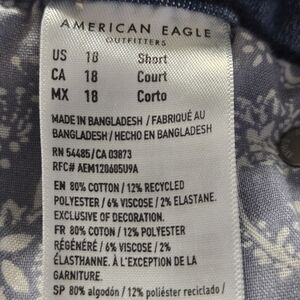 AMERICAN EAGLE
OUTFITTERS
US 18 Short
CA 18 Court
MX 18 Corto
MADE IN BANGLADESH / FABRIQUÉ AU
BANGLADESH / HECHO EN BANGLADESH
RN 54485/CA 03873
RFC# AEM120605U9A
EN 80% COTTON / 12% RECYCLED
POLYESTER / 6% VISCOSE / 2% ELASTANE.
EXCLUSIVE OF DECORATION.
FR 80% COTON / 12% POLYESTER
RÉGÉNÉRÉ / 6% VISCOSE / 2%
ÉLASTHANNE. À L'EXCEPTION DE LA
GARNITURE.
SP 80% algodón / 12% poliéster reciclado /